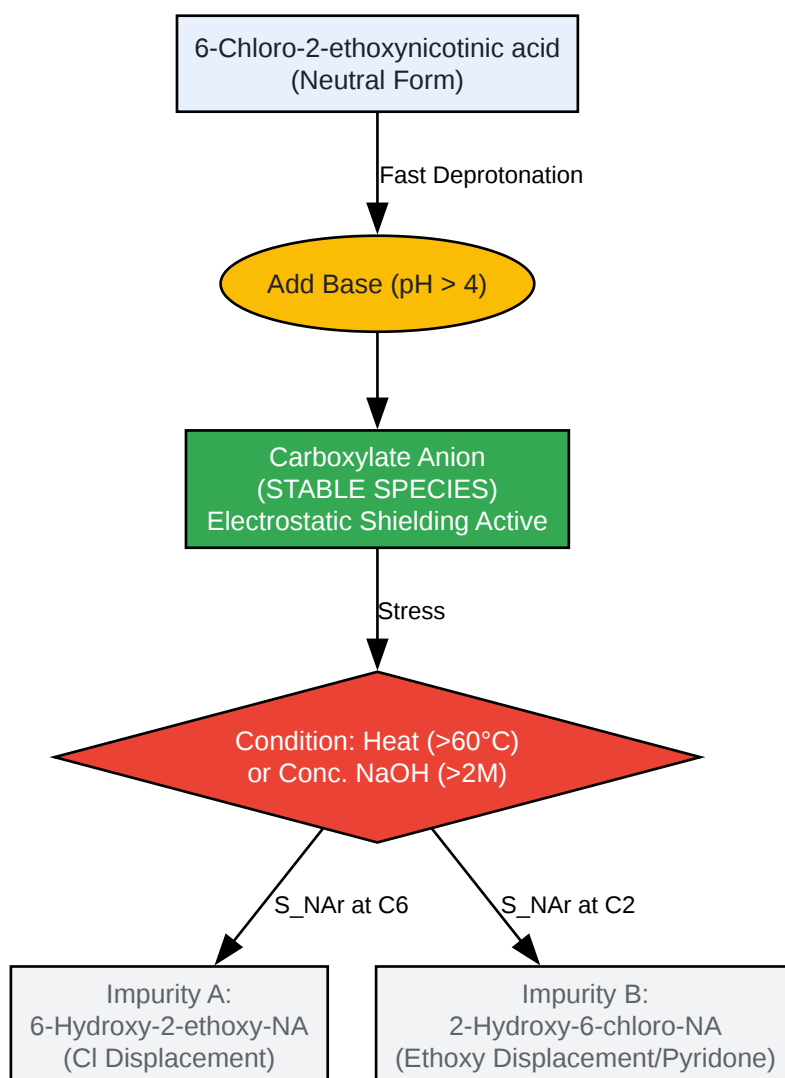 6-Chloro-2-ethoxynicotinic acid
(Neutral Form)
Fast Deprotonation
Add Base (pH > 4)
Carboxylate Anion
(STABLE SPECIES)
Electrostatic Shielding Active
Stress
Condition: Heat (>60°C)
or Conc. NaOH (>2M)
S_NAr at C6
S_NAr at C2
Impurity A:
6-Hydroxy-2-ethoxy-NA
(Cl Displacement)
Impurity B:
2-Hydroxy-6-chloro-NA
(Ethoxy Displacement/Pyridone)